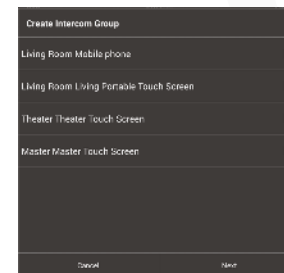 Create Intercom Group
Living Room Mobile phone
Living Room Living Portable Touch Screen
Theater Theater Touch Screen
Master Master Touch Screen
Cancel
Next